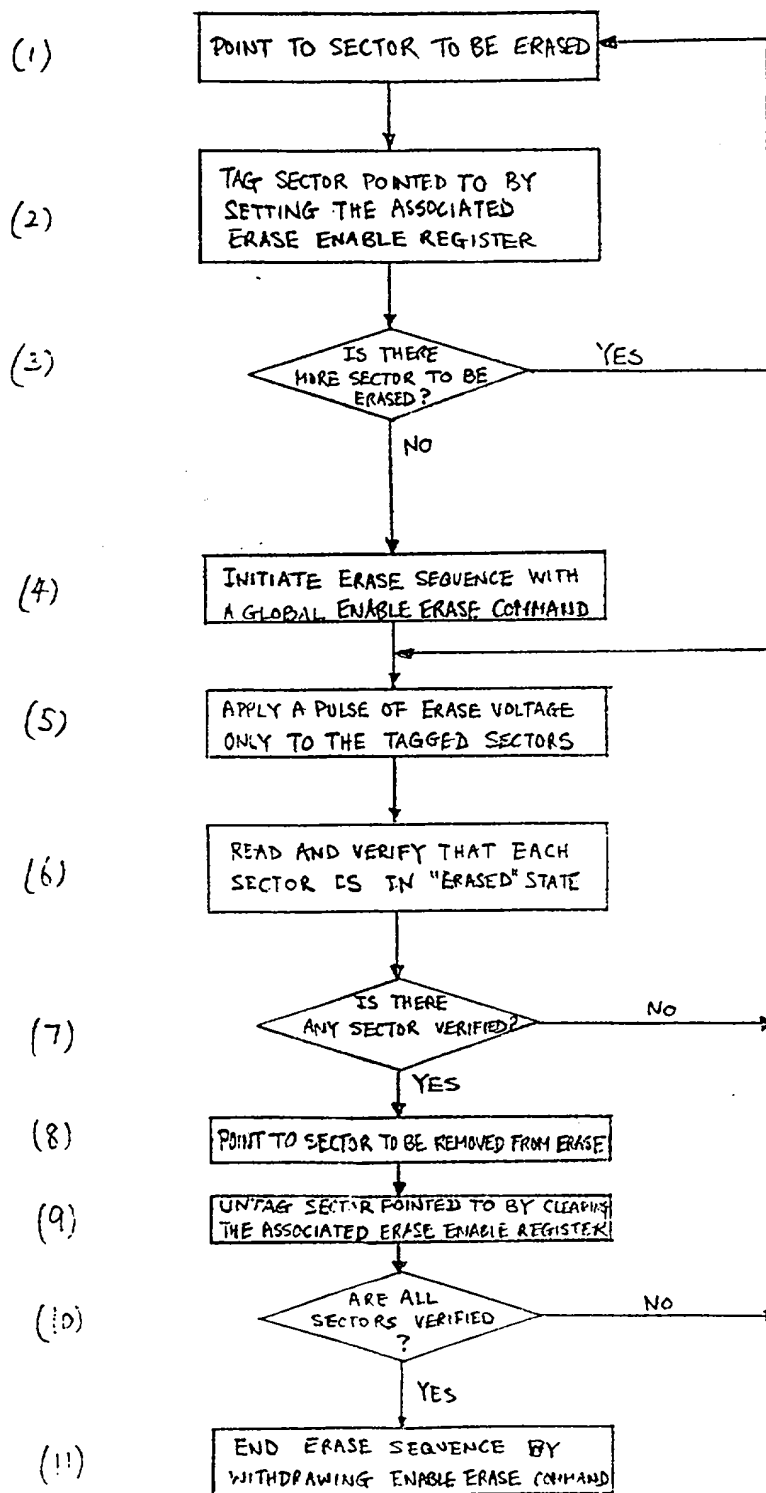 (1)
POINT TO SECTOR TO BE ERASED
(2)
TAG SECTOR POINTED TO BY
SETTING THE ASSOCIATED
ERASE ENABLE REGISTER
(3)
IS THERE
MORE SECTOR TO BE
ERASED?
YES
NO
(4)
INITIATE ERASE SEQUENCE WITH
A GLOBAL ENABLE ERASE COMMAND
(5)
APPLY A PULSE OF ERASE VOLTAGE
ONLY TO THE TAGGED SECTORS
(6)
READ AND VERIFY THAT EACH
SECTOR IS IN "ERASED" STATE
(7)
IS THERE
ANY SECTOR VERIFIED?
NO
YES
(8)
POINT TO SECTOR TO BE REMOVED FROM ERASE
(9)
UNTAG SECTOR POINTED TO BY CLEARING
THE ASSOCIATED ERASE ENABLE REGISTER
(10)
ARE ALL
SECTORS VERIFIED
?
NO
YES
(11)
END ERASE SEQUENCE BY
WITHDRAWING ENABLE ERASE COMMAND